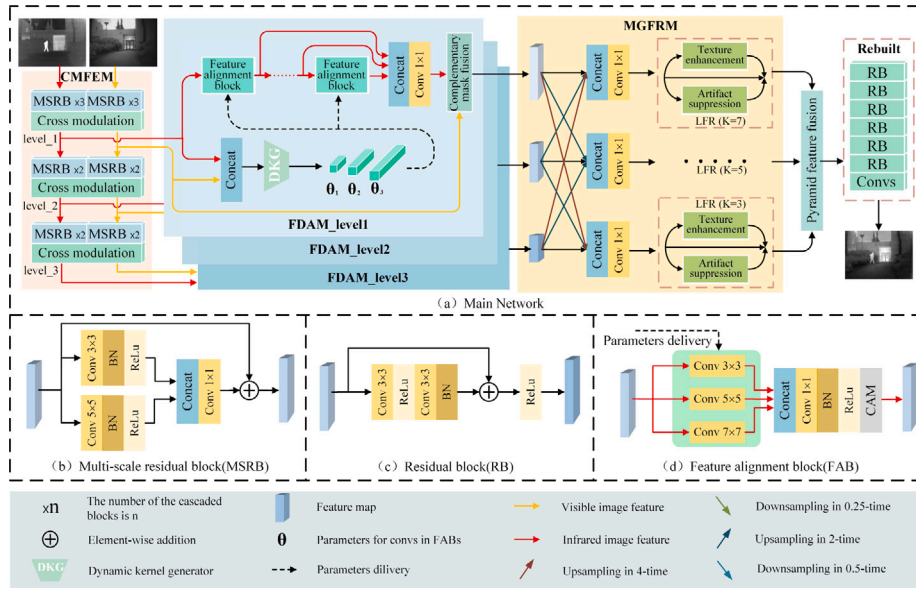 CMFEM
MSRB ×3 MSRB ×3
Cross modulation
level_1
MSRB ×2 MSRB ×2
Cross modulation
level_2
MSRB ×2 MSRB ×2
Cross modulation
level_3
Feature
alignment
block
Feature
alignment
block
Concat
Conv 1×1
Complementary
mask fusion
Concat
DKG
θ1 θ2 θ3
FDAM_level1
FDAM_level2
FDAM_level3
MGFRM
Concat
Conv 1×1
Texture
enhancement
Artifact
suppression
LFR (K=7)
Concat
Conv 1×1
LFR (K=5)
LFR (K=3)
Concat
Conv 1×1
Texture
enhancement
Artifact
suppression
Pyramid feature fusion
Rebuilt
RB
RB
RB
RB
RB
Convs
(a) Main Network
Conv 3×3
BN
ReLu
Conv 5×5
BN
ReLu
Concat
Conv 1×1
(b) Multi-scale residual block(MSRB)
Conv 3×3
ReLu
Conv 3×3
BN
ReLu
(c) Residual block(RB)
Parameters delivery
Conv 3×3
Conv 5×5
Conv 7×7
Concat
Conv 1×1
BN
ReLu
CAM
(d) Feature alignment block(FAB)
×n
The number of the cascaded
blocks is n
Feature map
Visible image feature
Downsampling in 0.25-time
Element-wise addition
θ
Parameters for convs in FABs
Infrared image feature
Upsampling in 2-time
DKG
Dynamic kernel generator
Parameters dilivery
Upsampling in 4-time
Downsampling in 0.5-time